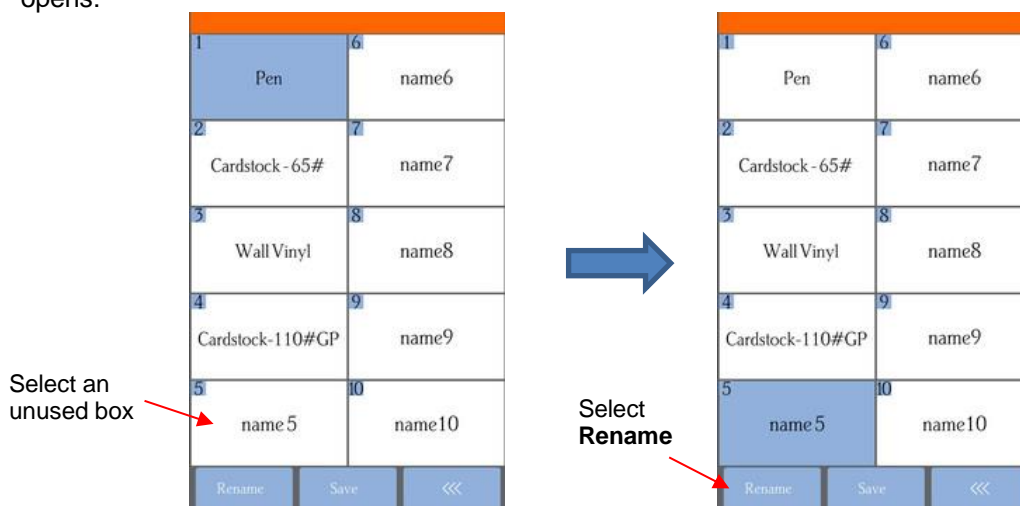 opens.
1
Pen
6
name6
2
Cardstock - 65#
7
name7
3
Wall Vinyl
8
name8
4
Cardstock-110#GP
9
name9
5
name 5
10
name10
Rename Save <<<
Select an
unused box
1
Pen
6
name6
2
Cardstock - 65#
7
name7
3
Wall Vinyl
8
name8
4
Cardstock-110#GP
9
name9
5
name 5
10
name10
Rename Save <<<
Select
Rename